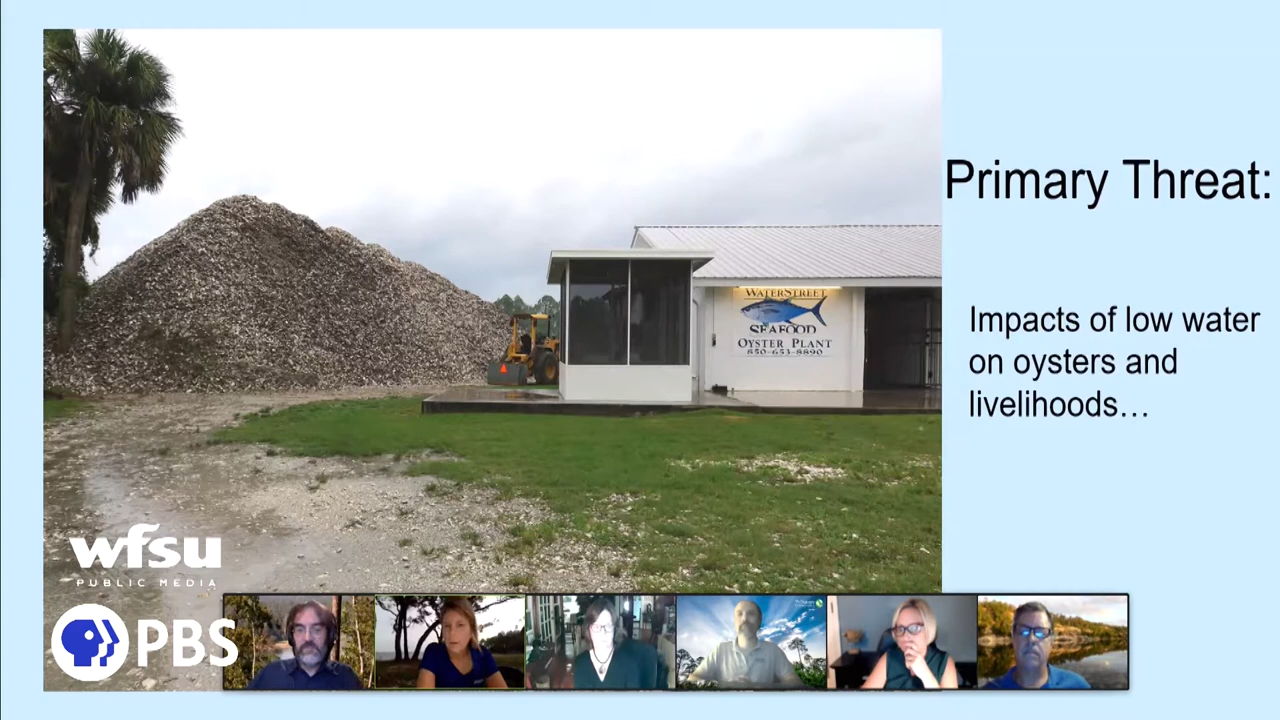 Primary Threat:
Impacts of low water
on oysters and
livelihoods…
WATERSTREET
SEAFOOD
OYSTER PLANT
850-653-8890
wfsu
PUBLIC MEDIA
PBS